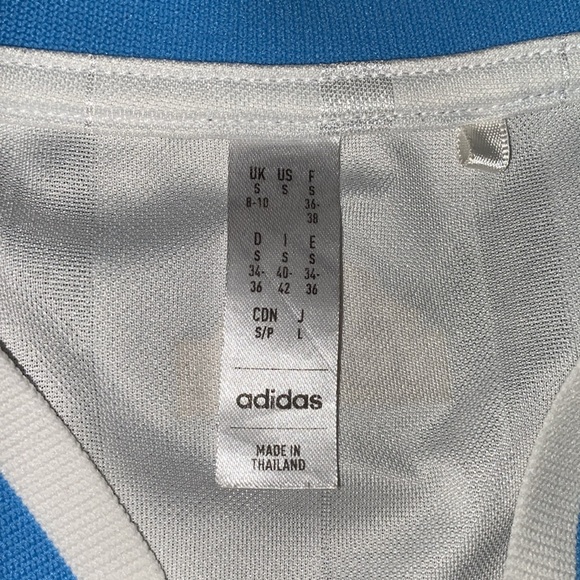 UK US F
S S S
8-10 36-
38
D I E
S S S
34- 40- 34-
36 42 36
CDN J
S/P L
adidas
MADE IN
THAILAND